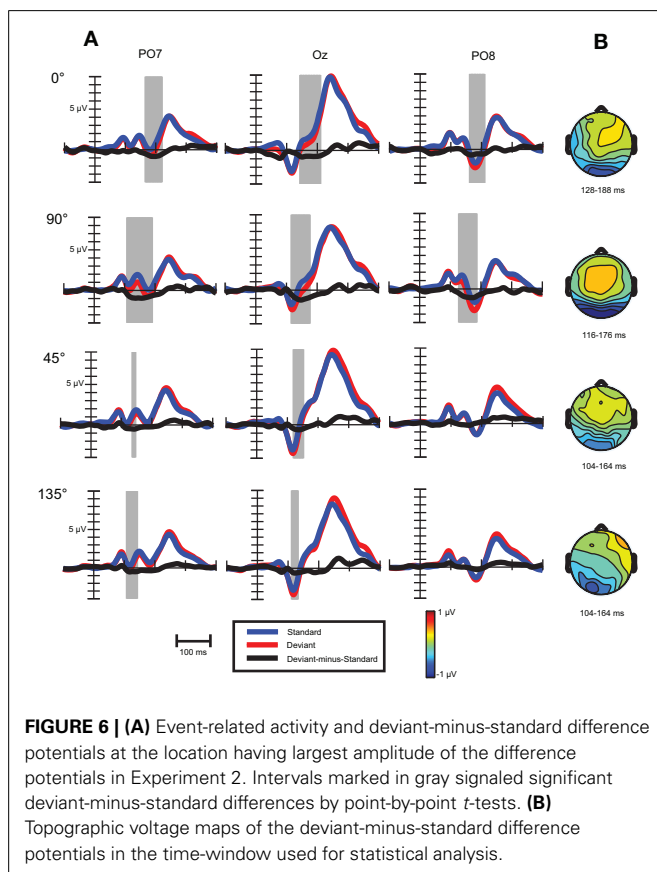 A
B
PO7
Oz
PO8
0°
5 µV
128-188 ms
90°
5 µV
116-176 ms
45°
5 µV
104-164 ms
135°
5 µV
104-164 ms
100 ms
Standard
Deviant
Deviant-minus-Standard
1 µV
-1 µV
FIGURE 6 | (A) Event-related activity and deviant-minus-standard difference
potentials at the location having largest amplitude of the difference
potentials in Experiment 2. Intervals marked in gray signaled significant
deviant-minus-standard differences by point-by-point t-tests. (B)
Topographic voltage maps of the deviant-minus-standard difference
potentials in the time-window used for statistical analysis.